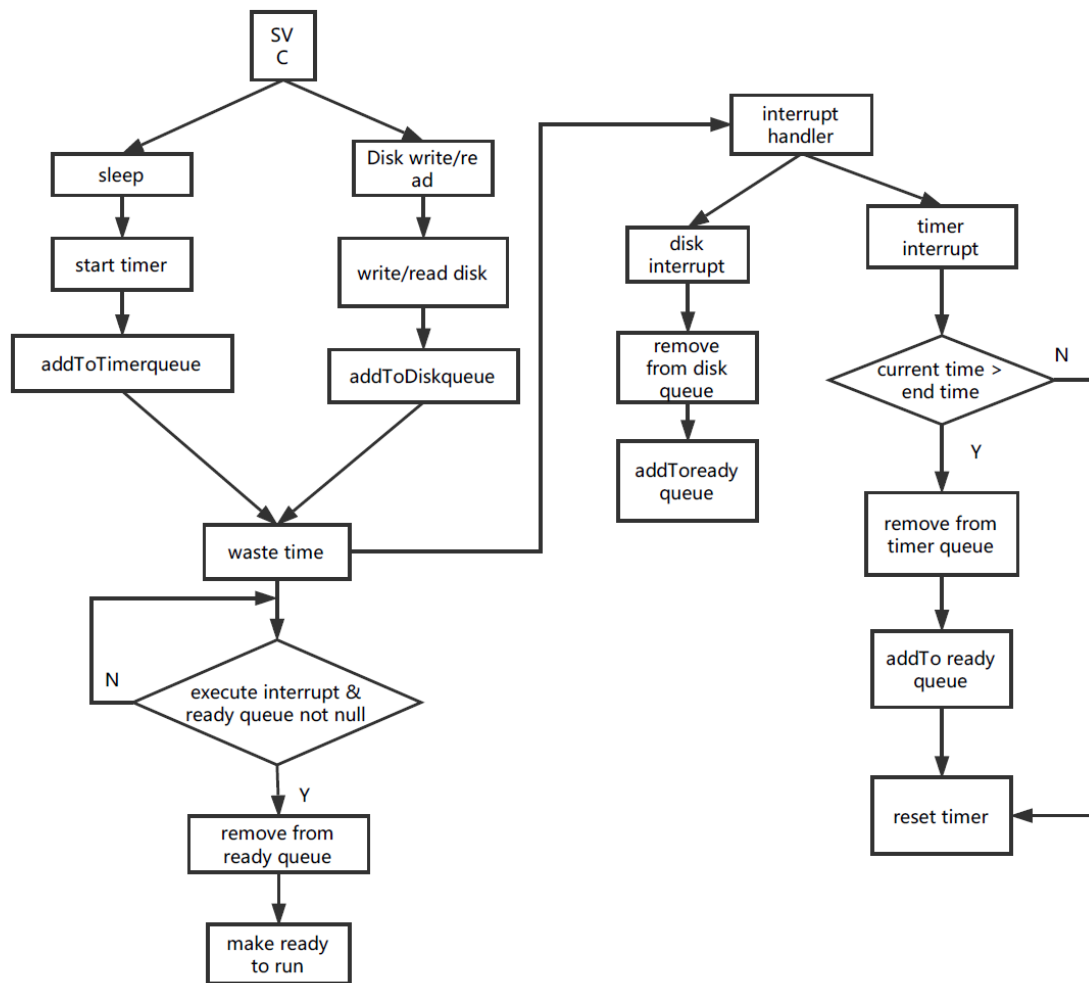 SV
C
sleep
start timer
addToTimerqueue
Disk write/re
ad
write/read disk
addToDiskqueue
waste time
N
execute interrupt &
ready queue not null
Y
remove from
ready queue
make ready
to run
interrupt
handler
disk
interrupt
remove
from disk
queue
addToready
queue
timer
interrupt
current time >
end time
N
Y
remove from
timer queue
addTo ready
queue
reset timer